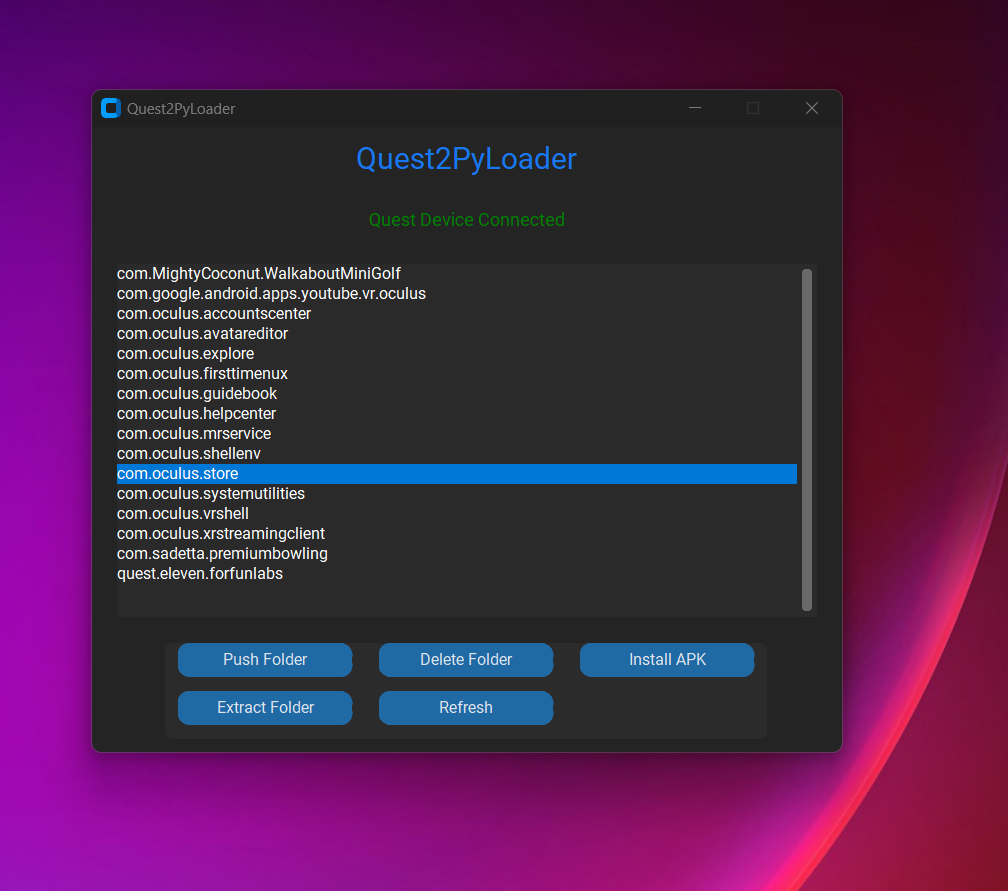 Quest2PyLoader
Quest2PyLoader
Quest Device Connected
com.MightyCoconut.WalkaboutMiniGolf
com.google.android.apps.youtube.vr.oculus
com.oculus.accountscenter
com.oculus.avatareditor
com.oculus.explore
com.oculus.firsttimenux
com.oculus.guidebook
com.oculus.helpcenter
com.oculus.mrservice
com.oculus.shellenv
com.oculus.store
com.oculus.systemutilities
com.oculus.vrshell
com.oculus.xrstreamingclient
com.sadetta.premiumbowling
quest.eleven.forfunlabs
Push Folder
Delete Folder
Install APK
Extract Folder
Refresh